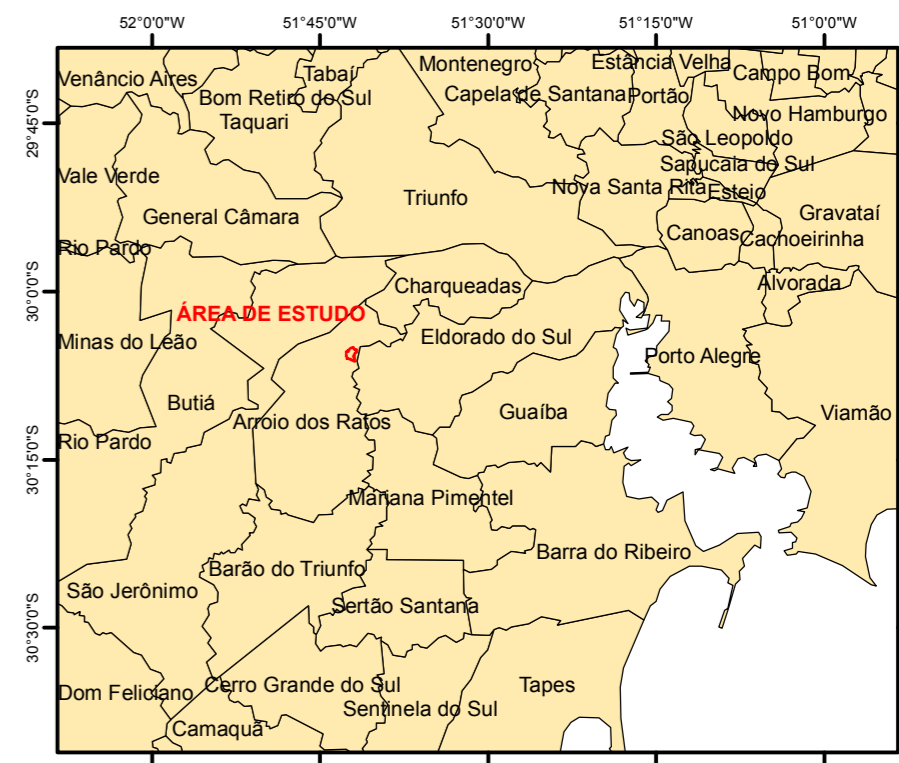 52°0'0"W
51°45'0"W
51°30'0"W
51°15'0"W
51°0'0"W
29°45'0"S
30°0'0"S
30°15'0"S
30°30'0"S
Venâncio Aires
Tabaí
Montenegro
Estância Velha
Campo Bom
Bom Retiro do Sul
Capela de Santana
Portão
Taquari
Novo Hamburgo
São Leopoldo
Sapucaia do Sul
Vale Verde
Triunfo
Nova Santa Rita
Esteio
General Câmara
Gravataí
Rio Pardo
Canoas
Cachoeirinha
Charqueadas
Alvorada
ÁREA DE ESTUDO
Minas do Leão
Eldorado do Sul
Porto Alegre
Butiá
Arroio dos Ratos
Guaíba
Viamão
Rio Pardo
Mariana Pimentel
Barra do Ribeiro
São Jerônimo
Barão do Triunfo
Sertão Santana
Dom Feliciano
Cerro Grande do Sul
Tapes
Sentinela do Sul
Camaquã